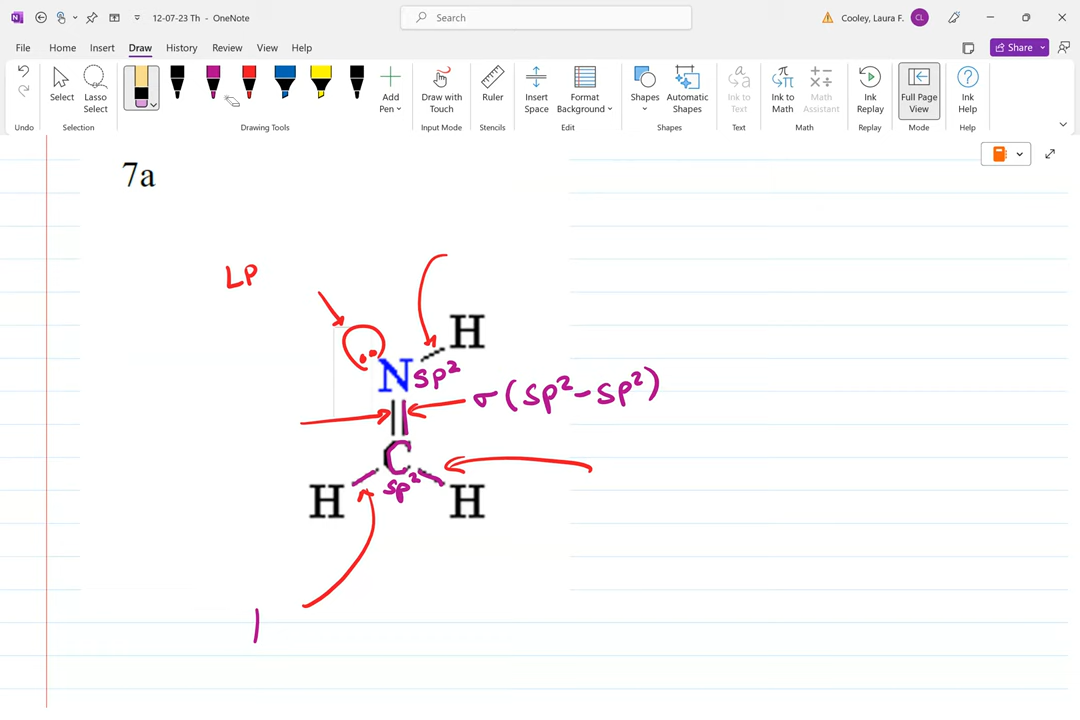 12-07-23 Th - OneNote
Search
Cooley, Laura F.
CL
File Home Insert Draw History Review View Help
Share
Undo
Select
Lasso Select
Selection
Drawing Tools
Add Pen
Draw with Touch
Input Mode
Ruler
Stencils
Insert Space
Format Background
Edit
Shapes
Automatic Shapes
Shapes
Ink to Text
Text
Ink to Math
Math Assistant
Math
Ink Replay
Replay
Full Page View
Mode
Ink Help
Help
7a
LP
H
N sp²
σ (sp² - sp²)
C
sp²
H H